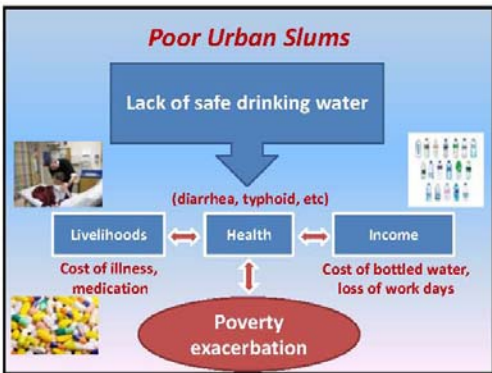 Poor Urban Slums
Lack of safe drinking water
(diarrhea, typhoid, etc)
Livelihoods
Health
Income
Cost of illness,
medication
Cost of bottled water,
loss of work days
Poverty
exacerbation